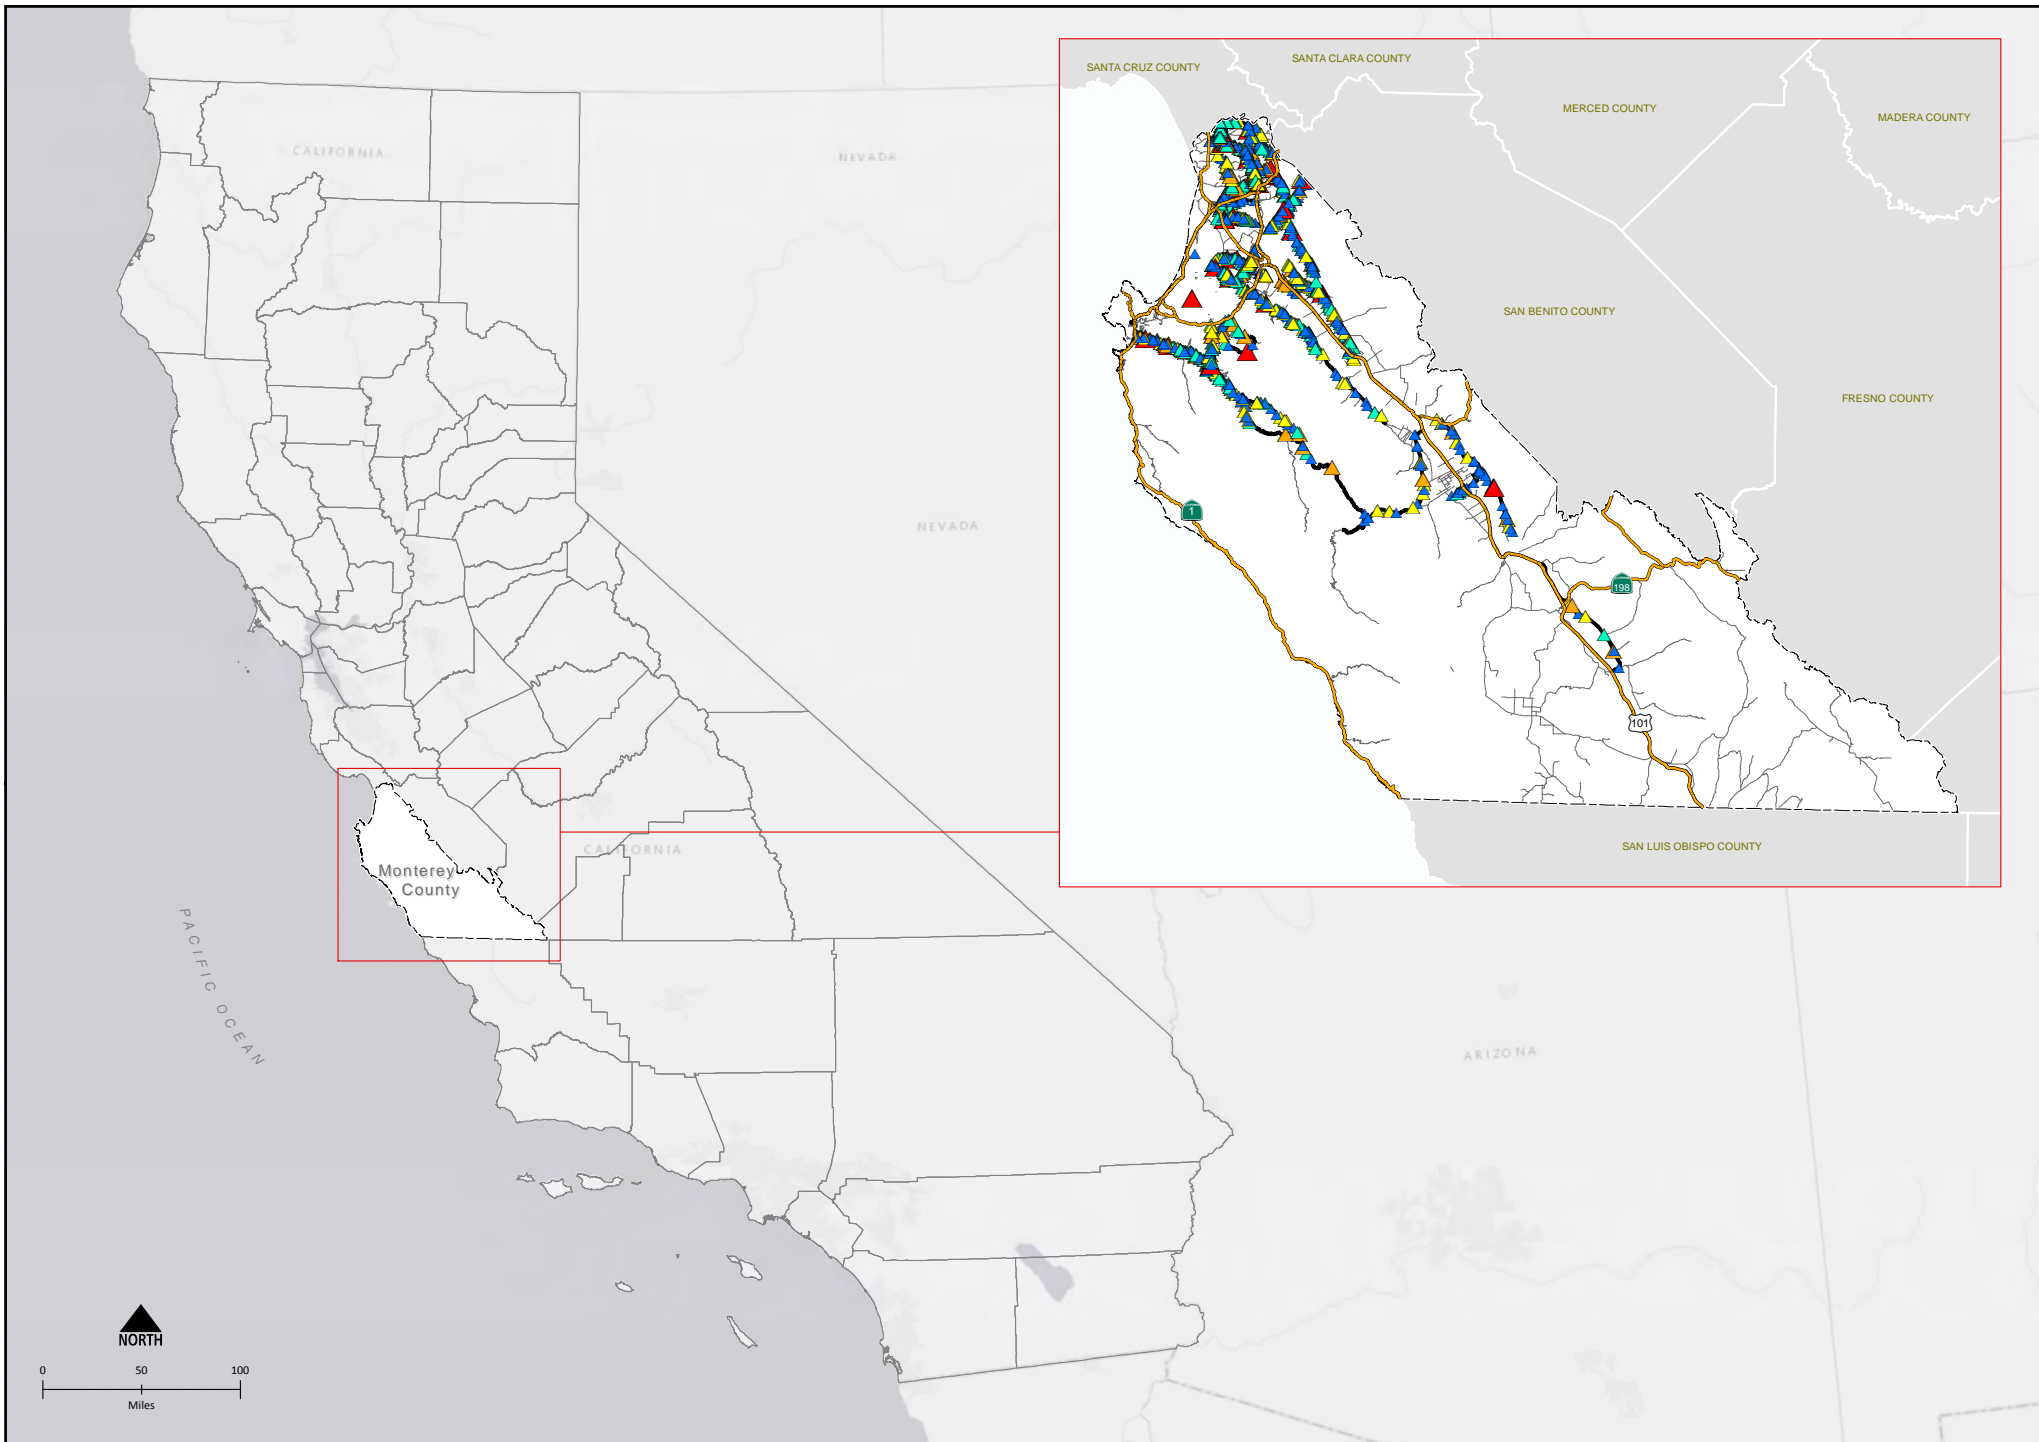 SANTA CRUZ COUNTY
SANTA CLARA COUNTY
MERCED COUNTY
MADERA COUNTY
CALIFORNIA
NEVADA
SAN BENITO COUNTY
FRESNO COUNTY
1
NEVADA
198
101
SAN LUIS OBISPO COUNTY
CALIFORNIA
Monterey
County
PACIFIC OCEAN
ARIZONA
NORTH
0 50 100
Miles